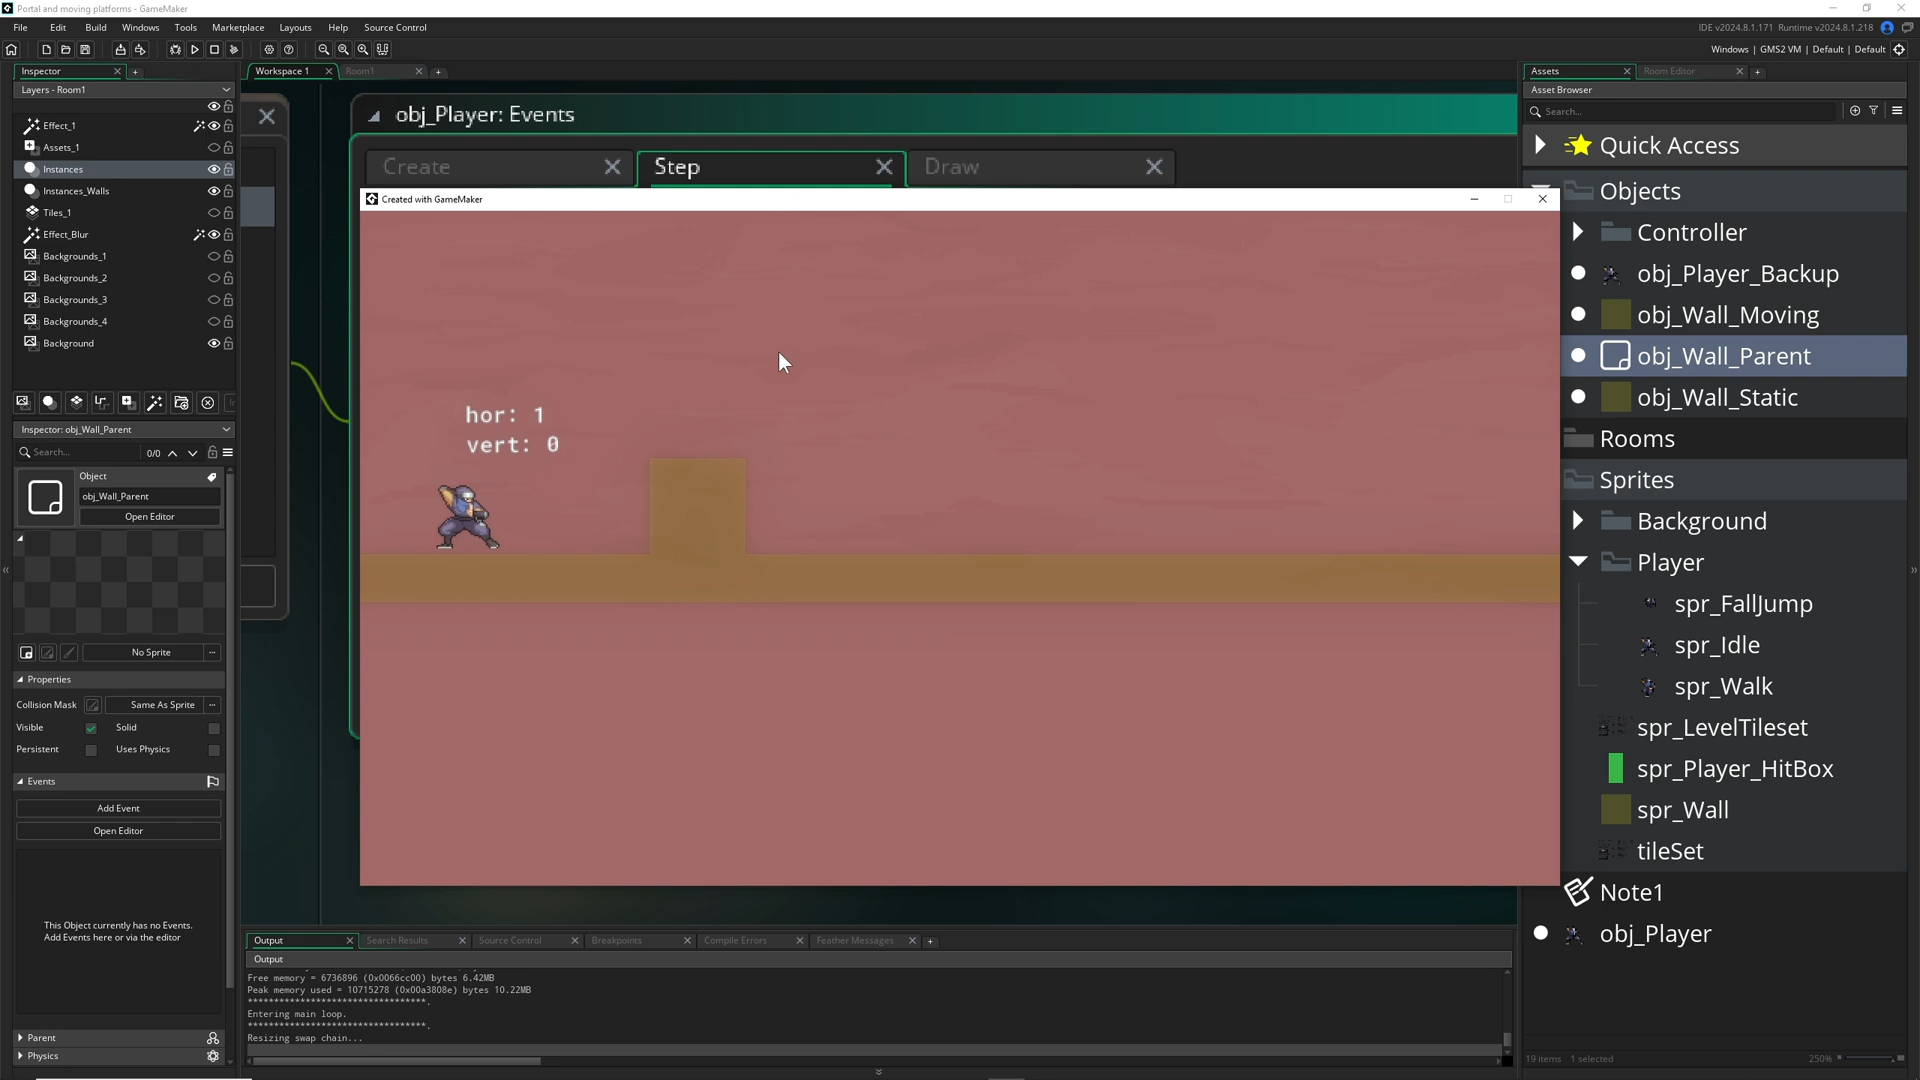 Portal and moving platforms - GameMaker
File Edit Build Windows Tools Marketplace Layouts Help Source Control
IDE v2024.8.1.171 Runtime v2024.8.1.218
Windows | GMS2 VM | Default | Default
Inspector
Layers - Room1
Effect_1
Assets_1
Instances
Instances_Walls
Tiles_1
Effect_Blur
Backgrounds_1
Backgrounds_2
Backgrounds_3
Backgrounds_4
Background
Inspector: obj_Wall_Parent
Search...
0/0
Object
obj_Wall_Parent
Open Editor
No Sprite
Properties
Collision Mask
Same As Sprite
Visible
Solid
Persistent
Uses Physics
Events
Add Event
Open Editor
This Object currently has no Events.
Add Events here or via the editor
Parent
Physics
Workspace 1
Room1
obj_Player: Events
Create
Step
Draw
Created with GameMaker
hor: 1
vert: 0
Output
Search Results
Source Control
Breakpoints
Compile Errors
Feather Messages
Output
Free memory = 6736896 (0x0066cc00) bytes 6.42MB
Peak memory used = 10715278 (0x00a3808e) bytes 10.22MB
**********************************.
Entering main loop.
**********************************.
Resizing swap chain...
Assets
Room Editor
Asset Browser
Search...
Quick Access
Objects
Controller
obj_Player_Backup
obj_Wall_Moving
obj_Wall_Parent
obj_Wall_Static
Rooms
Sprites
Background
Player
spr_FallJump
spr_Idle
spr_Walk
spr_LevelTileset
spr_Player_HitBox
spr_Wall
tileSet
Note1
obj_Player
19 items 1 selected
250%